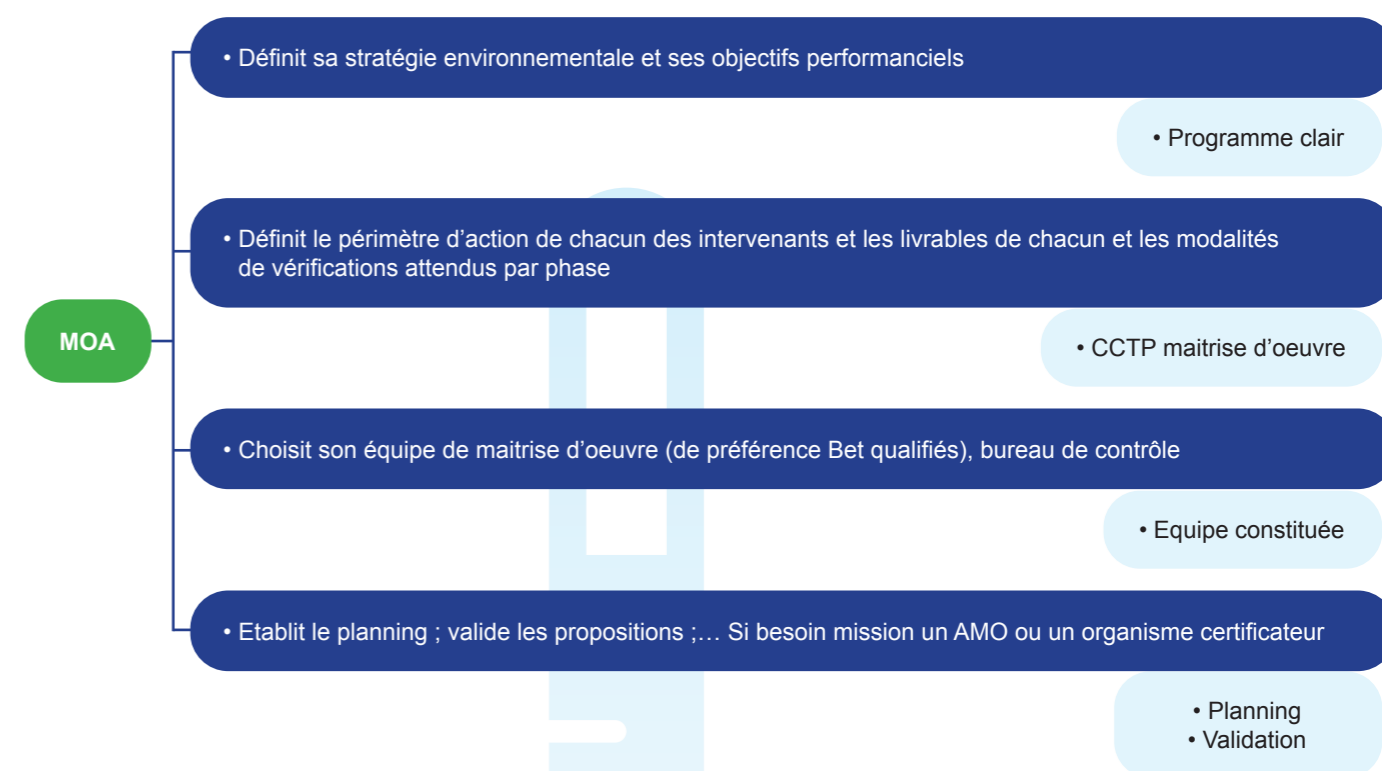 • Définit sa stratégie environnementale et ses objectifs performanciels
• Programme clair
• Définit le périmètre d’action de chacun des intervenants et les livrables de chacun et les modalités
de vérifications attendus par phase
MOA
• CCTP maitrise d’oeuvre
• Choisit son équipe de maitrise d’oeuvre (de préférence Bet qualifiés), bureau de contrôle
• Equipe constituée
• Etablit le planning ; valide les propositions ;… Si besoin mission un AMO ou un organisme certificateur
• Planning
• Validation